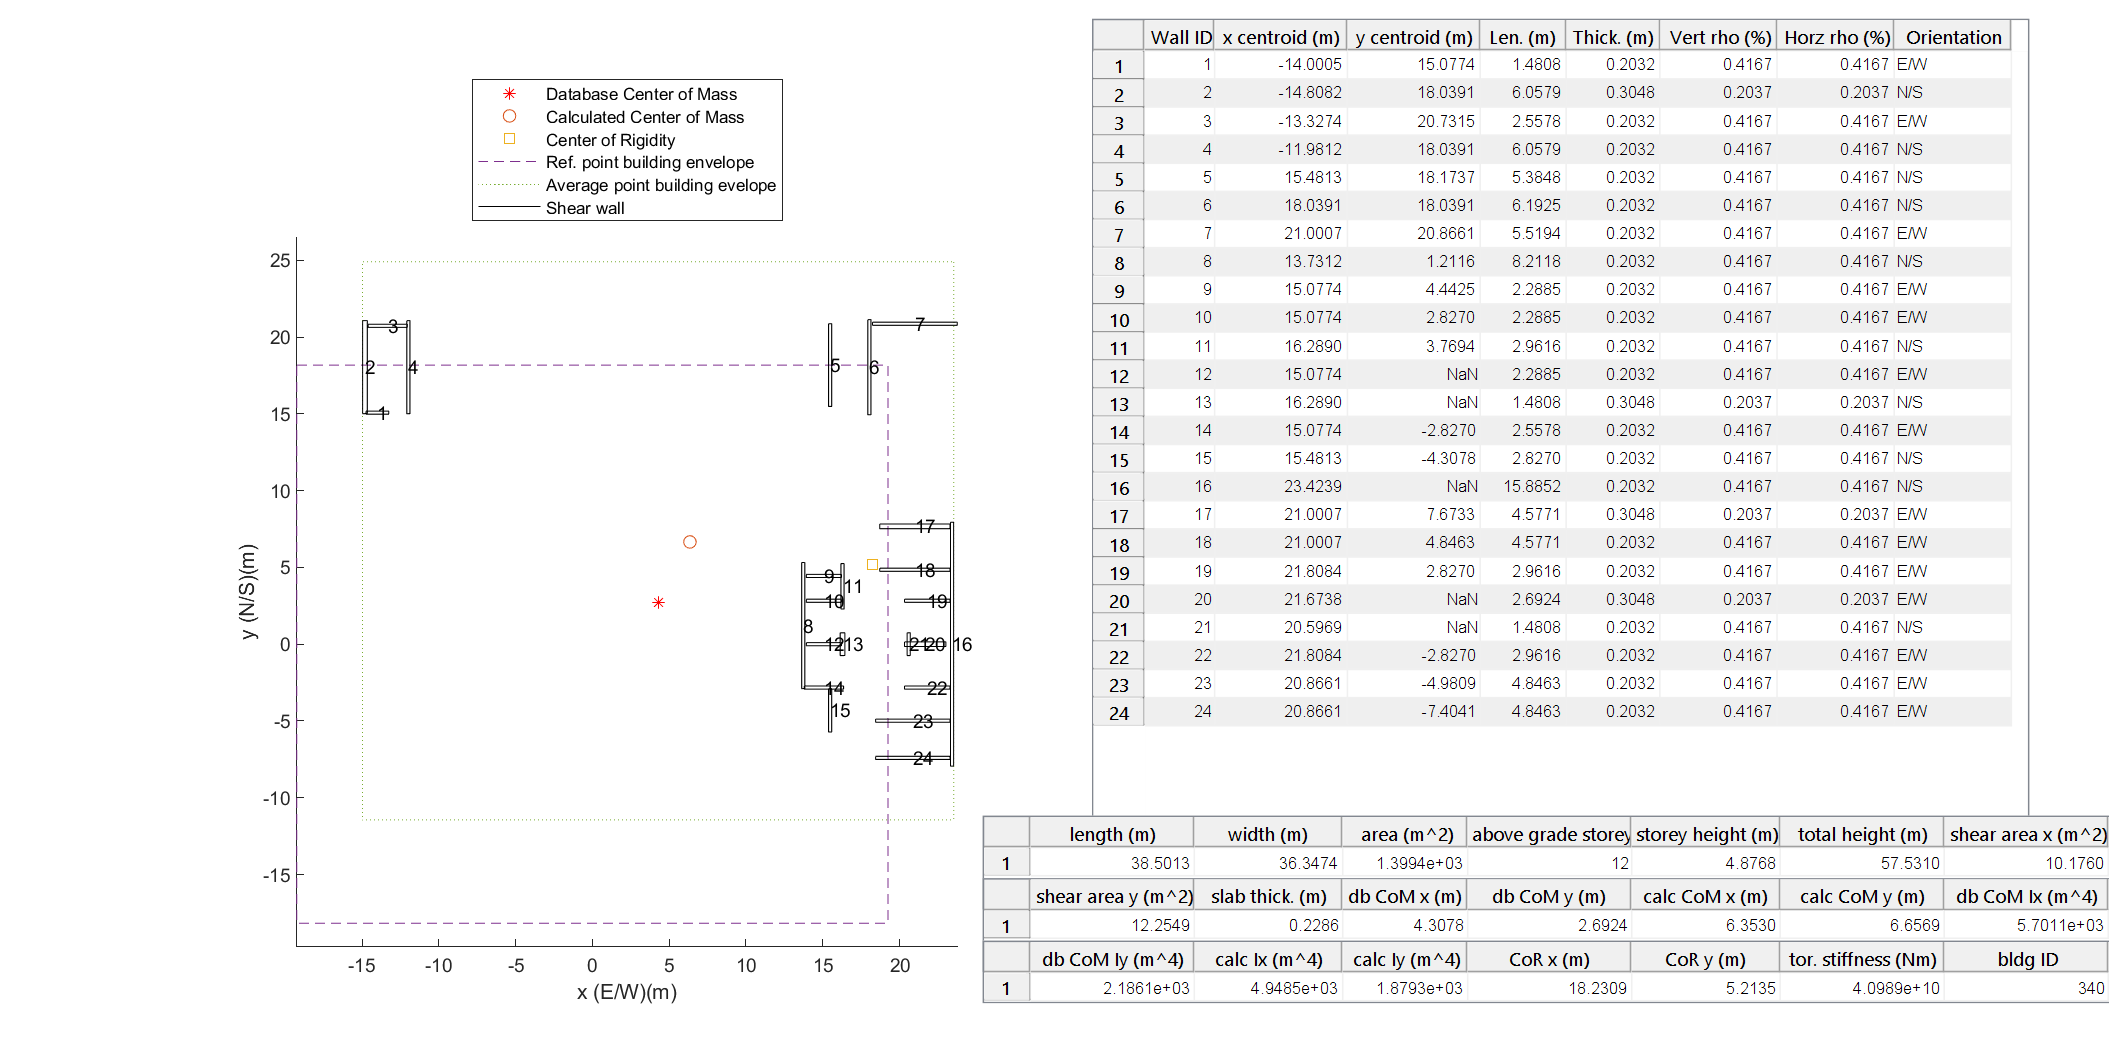 Database Center of Mass
Calculated Center of Mass
Center of Rigidity
Ref. point building envelope
Average point building evelope
Shear wall
25
20
15
10
5
0
-5
-10
-15
y (N/S)(m)
-15 -10 -5 0 5 10 15 20
x (E/W)(m)
3
7
2
4
5
6
1
17
9
18
11
10
19
8
12
13
21
20
16
14
22
15
23
24
Wall ID x centroid (m) y centroid (m) Len. (m) Thick. (m) Vert rho (%) Horz rho (%) Orientation
1 1 -14.0005 15.0774 1.4808 0.2032 0.4167 0.4167 E/W
2 2 -14.8082 18.0391 6.0579 0.3048 0.2037 0.2037 N/S
3 3 -13.3274 20.7315 2.5578 0.2032 0.4167 0.4167 E/W
4 4 -11.9812 18.0391 6.0579 0.2032 0.4167 0.4167 N/S
5 5 15.4813 18.1737 5.3848 0.2032 0.4167 0.4167 N/S
6 6 18.0391 18.0391 6.1925 0.2032 0.4167 0.4167 N/S
7 7 21.0007 20.8661 5.5194 0.2032 0.4167 0.4167 E/W
8 8 13.7312 1.2116 8.2118 0.2032 0.4167 0.4167 N/S
9 9 15.0774 4.4425 2.2885 0.2032 0.4167 0.4167 E/W
10 10 15.0774 2.8270 2.2885 0.2032 0.4167 0.4167 E/W
11 11 16.2890 3.7694 2.9616 0.2032 0.4167 0.4167 N/S
12 12 15.0774 NaN 2.2885 0.2032 0.4167 0.4167 E/W
13 13 16.2890 NaN 1.4808 0.3048 0.2037 0.2037 N/S
14 14 15.0774 -2.8270 2.5578 0.2032 0.4167 0.4167 E/W
15 15 15.4813 -4.3078 2.8270 0.2032 0.4167 0.4167 N/S
16 16 23.4239 NaN 15.8852 0.2032 0.4167 0.4167 N/S
17 17 21.0007 7.6733 4.5771 0.3048 0.2037 0.2037 E/W
18 18 21.0007 4.8463 4.5771 0.2032 0.4167 0.4167 E/W
19 19 21.8084 2.8270 2.9616 0.2032 0.4167 0.4167 E/W
20 20 21.6738 NaN 2.6924 0.3048 0.2037 0.2037 E/W
21 21 20.5969 NaN 1.4808 0.2032 0.4167 0.4167 N/S
22 22 21.8084 -2.8270 2.9616 0.2032 0.4167 0.4167 E/W
23 23 20.8661 -4.9809 4.8463 0.2032 0.4167 0.4167 E/W
24 24 20.8661 -7.4041 4.8463 0.2032 0.4167 0.4167 E/W
length (m) width (m) area (m^2) above grade storey storey height (m) total height (m) shear area x (m^2)
1 38.5013 36.3474 1.3994e+03 12 4.8768 57.5310 10.1760
shear area y (m^2) slab thick. (m) db CoM x (m) db CoM y (m) calc CoM x (m) calc CoM y (m) db CoM Ix (m^4)
1 12.2549 0.2286 4.3078 2.6924 6.3530 6.6569 5.7011e+03
db CoM Iy (m^4) calc Ix (m^4) calc Iy (m^4) CoR x (m) CoR y (m) tor. stiffness (Nm) bldg ID
1 2.1861e+03 4.9485e+03 1.8793e+03 18.2309 5.2135 4.0989e+10 340